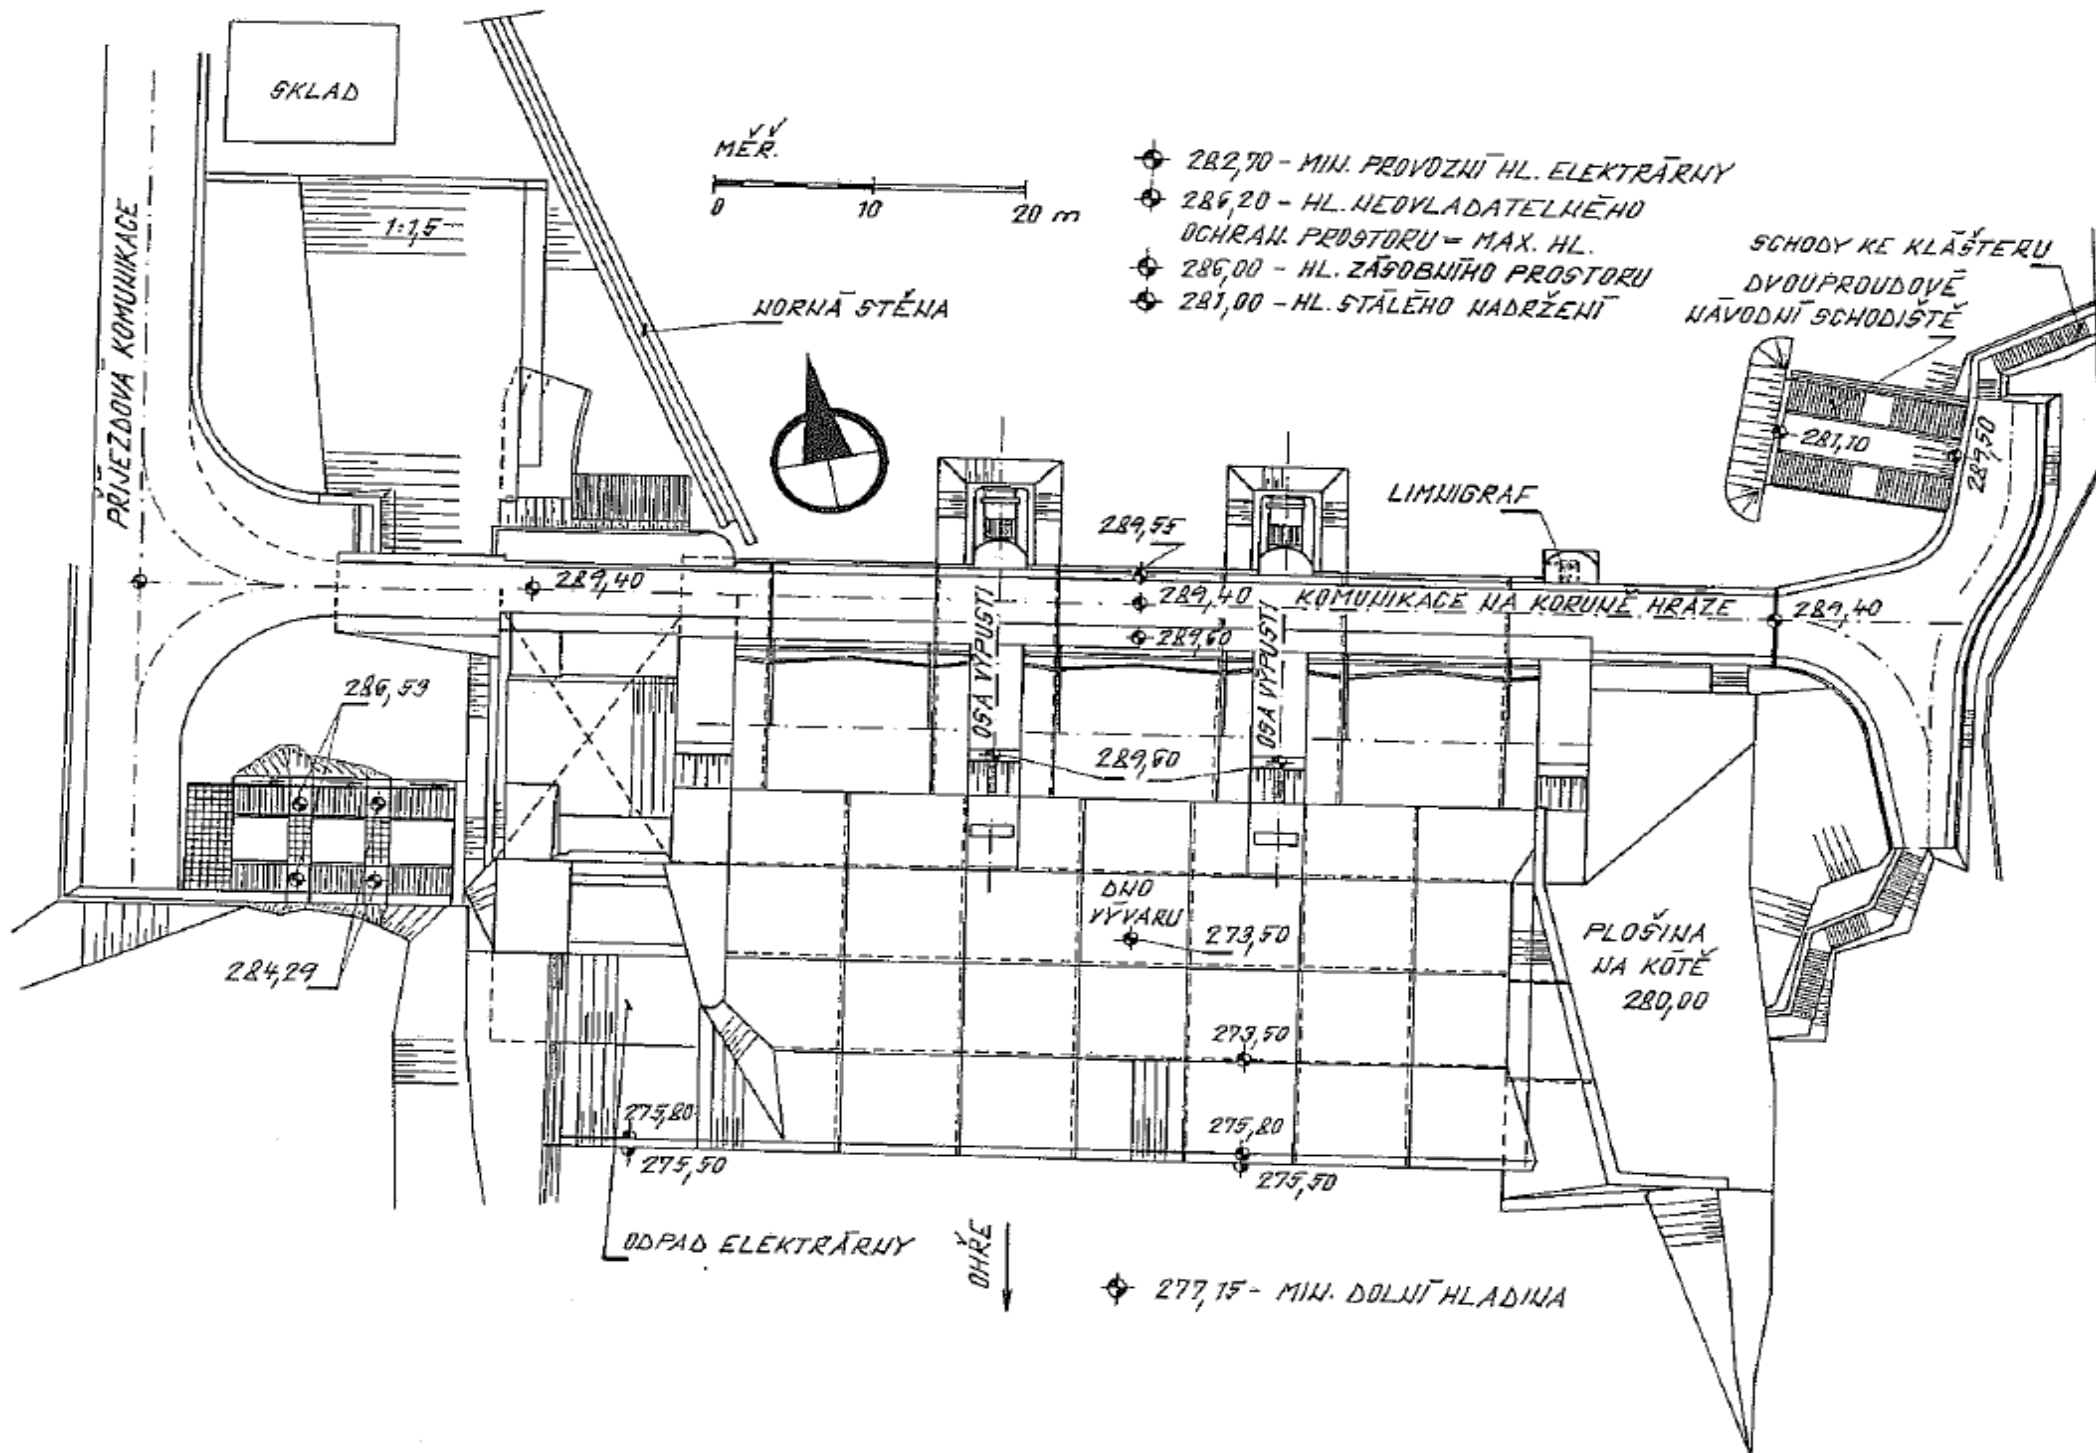 SKLAD
MĚŘ.
0 10 20 m
1:1,5
PŘÍJEZDOVÁ KOMUNIKACE
NORNÁ STĚNA
282,70 - MIN. PROVOZNÍ HL. ELEKTRÁRNY
286,20 - HL. NEOVLADATELNÉHO
OCHRAN. PROSTORU = MAX. HL.
286,00 - HL. ZÁSOBNÍHO PROSTORU
281,00 - HL. STÁLÉHO NADRŽENÍ
SCHODY KE KLÁŠTERU
DVOUPROUDOVÉ
NÁVODNÍ SCHODIŠTĚ
281,10
289,50
LIMNIGRAF
289,55
289,40
289,40
KOMUNIKACE NA KORUNĚ HRÁZE
289,40
289,60
OSA VÝPUSTI
OSA VÝPUSTI
286,59
289,60
DNO
VÝVARU
273,50
PLOŠINA
NA KÓTĚ
280,00
284,29
273,50
275,80
275,50
275,80
275,50
ODPAD ELEKTRÁRNY
OHŘE
277,15 - MIN. DOLNÍ HLADINA